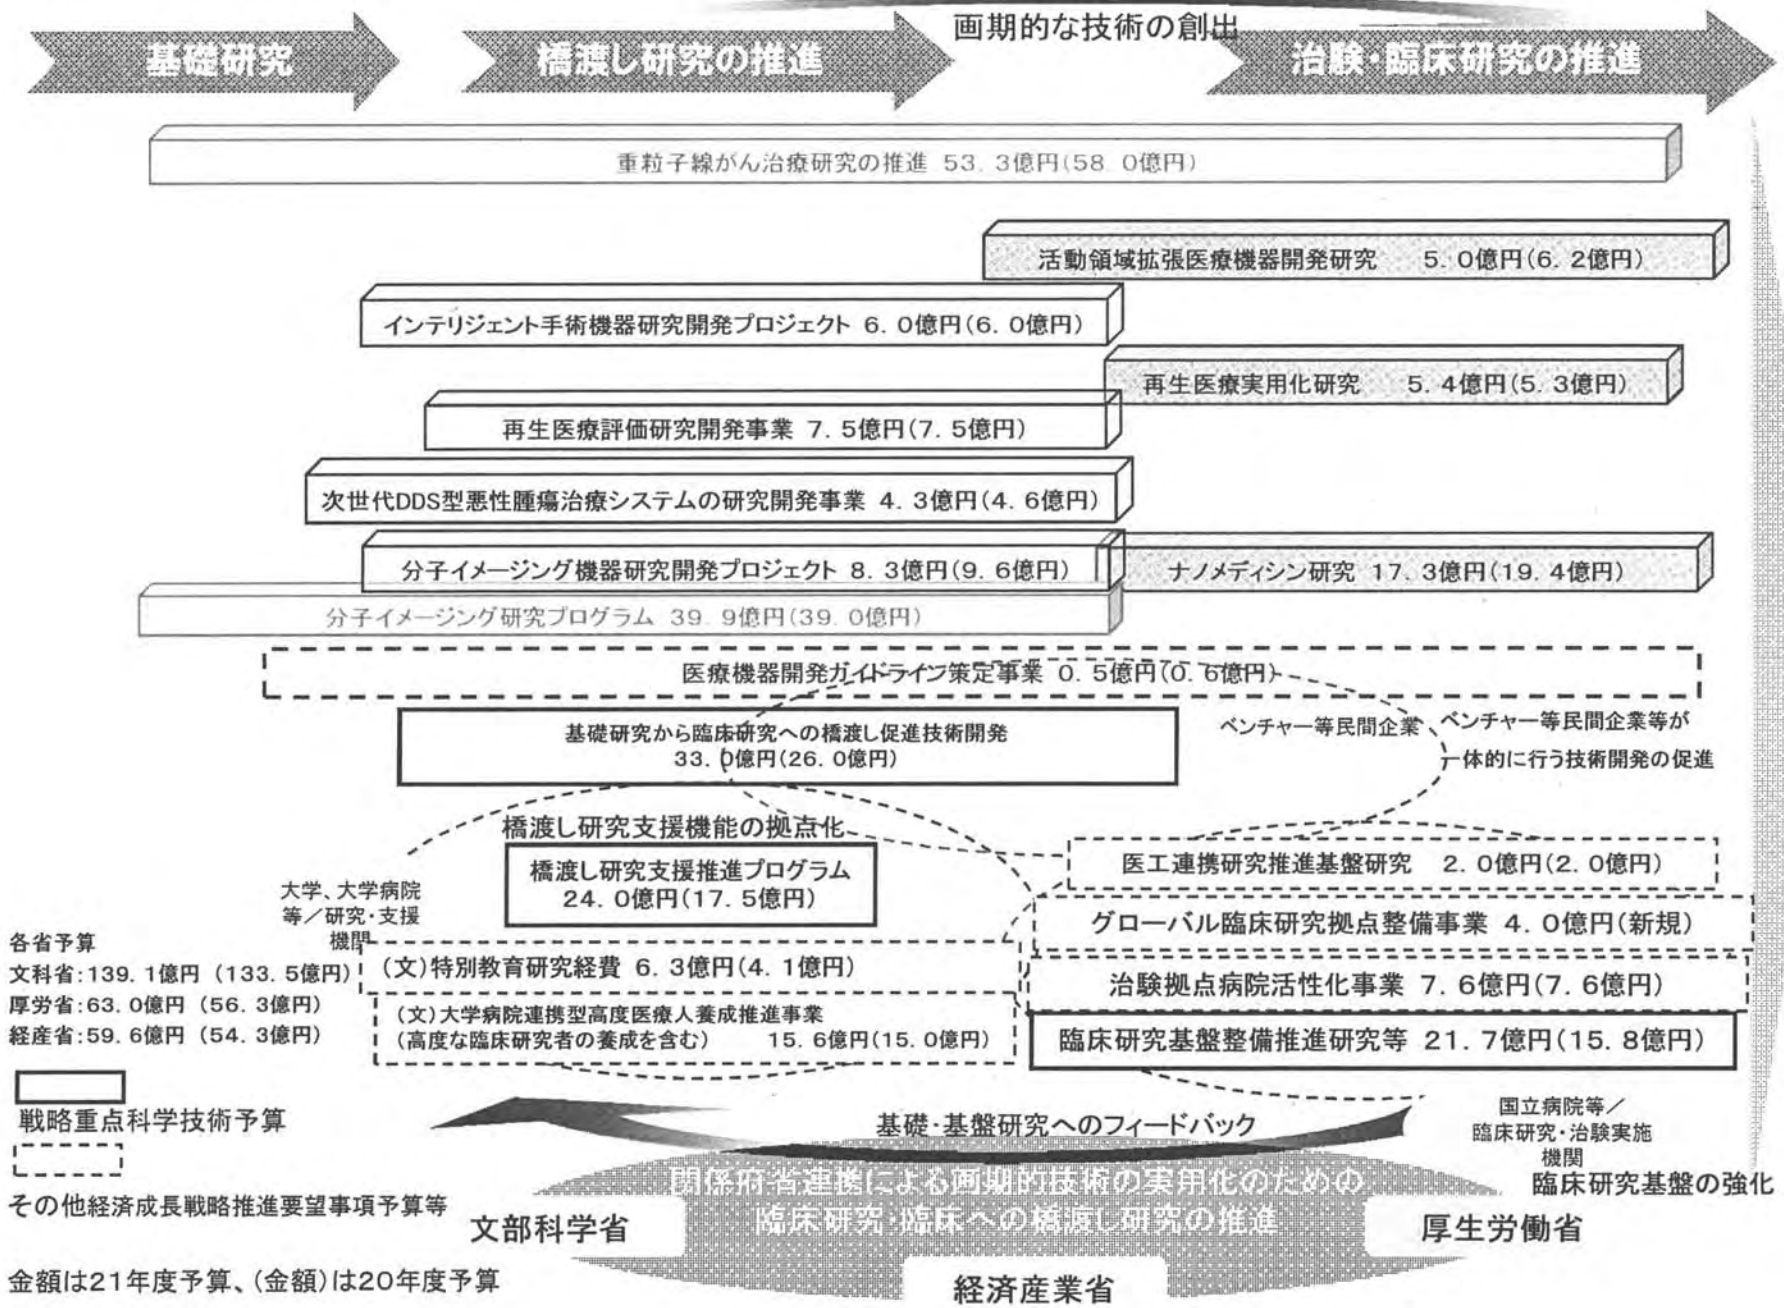 画期的な技術の創出
基礎研究
橋渡し研究の推進
治験・臨床研究の推進
重粒子線がん治療研究の推進 53.3億円(58.0億円)
活動領域拡張医療機器開発研究 5.0億円(6.2億円)
インテリジェント手術機器研究開発プロジェクト 6.0億円(6.0億円)
再生医療実用化研究 5.4億円(5.3億円)
再生医療評価研究開発事業 7.5億円(7.5億円)
次世代DDS型悪性腫瘍治療システムの研究開発事業 4.3億円(4.6億円)
分子イメージング機器研究開発プロジェクト 8.3億円(9.6億円)
ナノメディシン研究 17.3億円(19.4億円)
分子イメージング研究プログラム 39.9億円(39.0億円)
医療機器開発ガイドライン策定事業 0.5億円(0.6億円)
基礎研究から臨床研究への橋渡し促進技術開発
33.0億円(26.0億円)
ベンチャー等民間企業
ベンチャー等民間企業等が
一体的に行う技術開発の促進
橋渡し研究支援機能の拠点化
橋渡し研究支援推進プログラム
24.0億円(17.5億円)
医工連携研究推進基盤研究 2.0億円(2.0億円)
大学、大学病院
等/研究・支援
機関
グローバル臨床研究拠点整備事業 4.0億円(新規)
各省予算
文科省:139.1億円 (133.5億円)
厚労省:63.0億円 (56.3億円)
経産省:59.6億円 (54.3億円)
(文)特別教育研究経費 6.3億円(4.1億円)
治験拠点病院活性化事業 7.6億円(7.6億円)
(文)大学病院連携型高度医療人養成推進事業
(高度な臨床研究者の養成を含む) 15.6億円(15.0億円)
臨床研究基盤整備推進研究等 21.7億円(15.8億円)
戦略重点科学技術予算
その他経済成長戦略推進要望事項予算等
基礎・基盤研究へのフィードバック
国立病院等/
臨床研究・治験実施
機関
臨床研究基盤の強化
関係府省連携による画期的技術の実用化のための
臨床研究・臨床への橋渡し研究の推進
文部科学省
厚生労働省
経済産業省
金額は21年度予算、(金額)は20年度予算